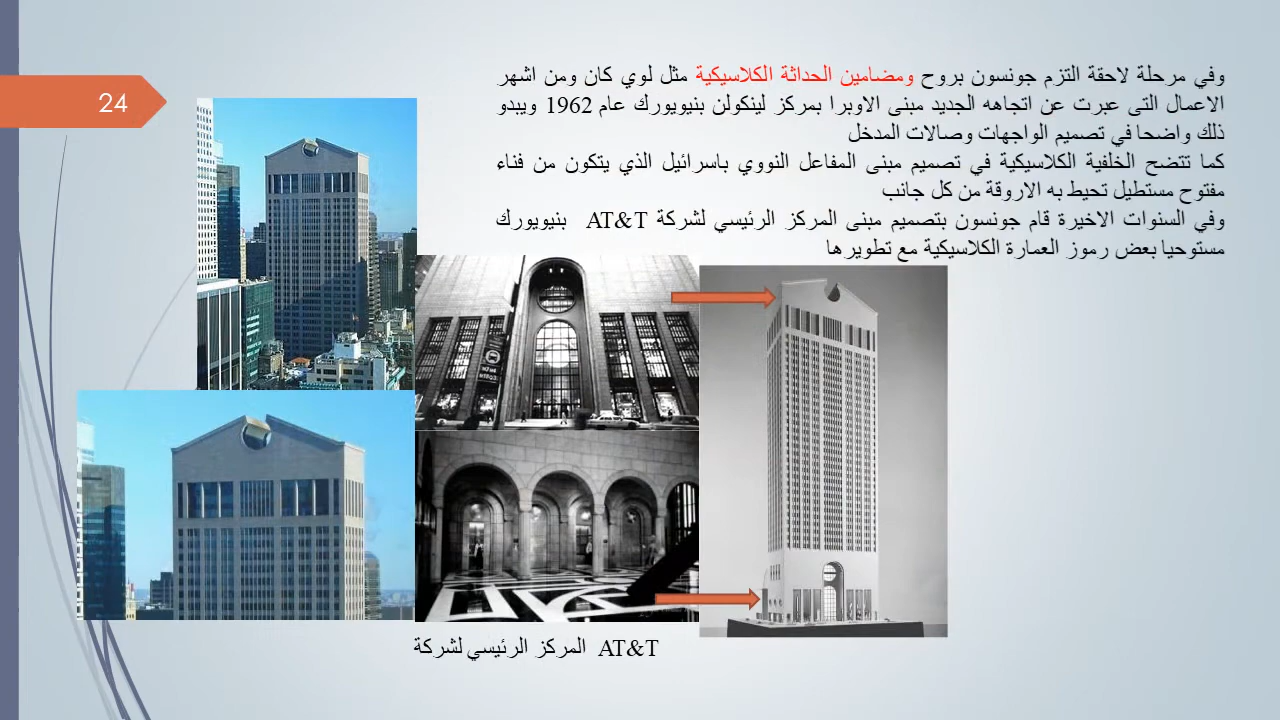 24
وفي مرحلة لاحقة التزم جونسون بروح ومضامين الحداثة الكلاسيكية مثل لوي كان ومن اشهر
الاعمال التى عبرت عن اتجاهه الجديد مبنى الاوبرا بمركز لينكولن بنيويورك عام 1962 ويبدو
ذلك واضحا في تصميم الواجهات وصالات المدخل
كما تتضح الخلفية الكلاسيكية في تصميم مبنى المفاعل النووي باسرائيل الذي يتكون من فناء
مفتوح مستطيل تحيط به الاروقة من كل جانب
وفي السنوات الاخيرة قام جونسون بتصميم مبنى المركز الرئيسي لشركة AT&T بنيويورك
مستوحيا بعض رموز العمارة الكلاسيكية مع تطويرها
المركز الرئيسي لشركة AT&T